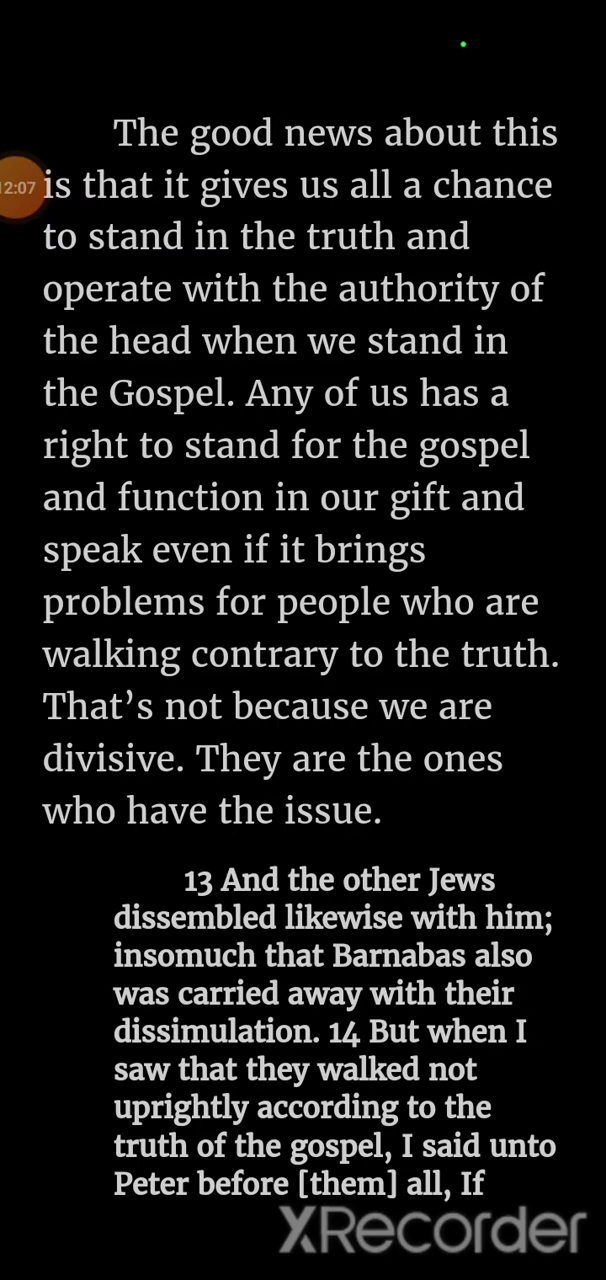 The good news about this
12:07
is that it gives us all a chance
to stand in the truth and
operate with the authority of
the head when we stand in
the Gospel. Any of us has a
right to stand for the gospel
and function in our gift and
speak even if it brings
problems for people who are
walking contrary to the truth.
That’s not because we are
divisive. They are the ones
who have the issue.
13 And the other Jews
dissembled likewise with him;
insomuch that Barnabas also
was carried away with their
dissimulation. 14 But when I
saw that they walked not
uprightly according to the
truth of the gospel, I said unto
Peter before [them] all, If
XRecorder